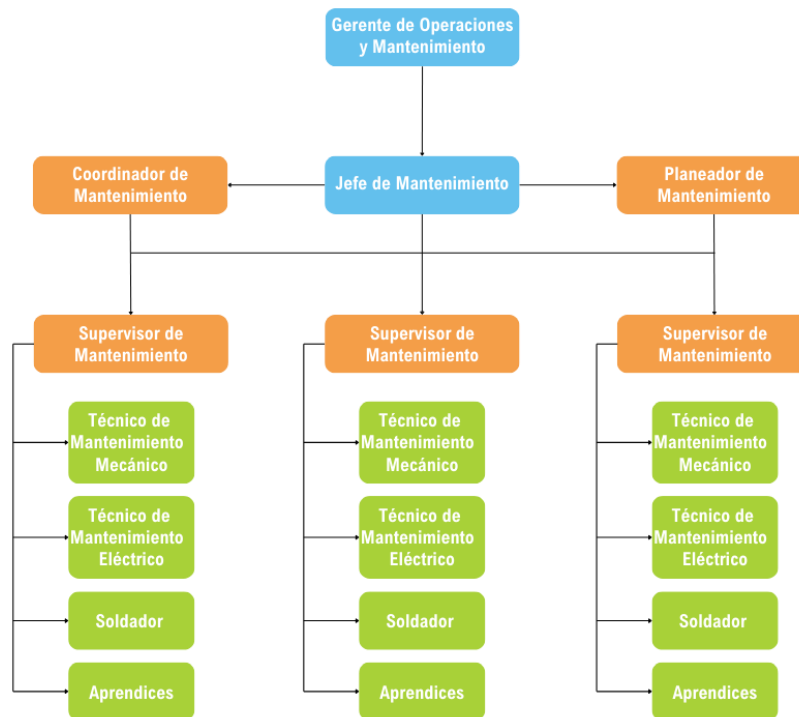 Gerente de Operaciones
y Mantenimiento
Coordinador de
Mantenimiento
Jefe de Mantenimiento
Planeador de
Mantenimiento
Supervisor de
Mantenimiento
Supervisor de
Mantenimiento
Supervisor de
Mantenimiento
Técnico de
Mantenimiento
Mecánico
Técnico de
Mantenimiento
Mecánico
Técnico de
Mantenimiento
Mecánico
Técnico de
Mantenimiento
Eléctrico
Técnico de
Mantenimiento
Eléctrico
Técnico de
Mantenimiento
Eléctrico
Soldador
Soldador
Soldador
Aprendices
Aprendices
Aprendices